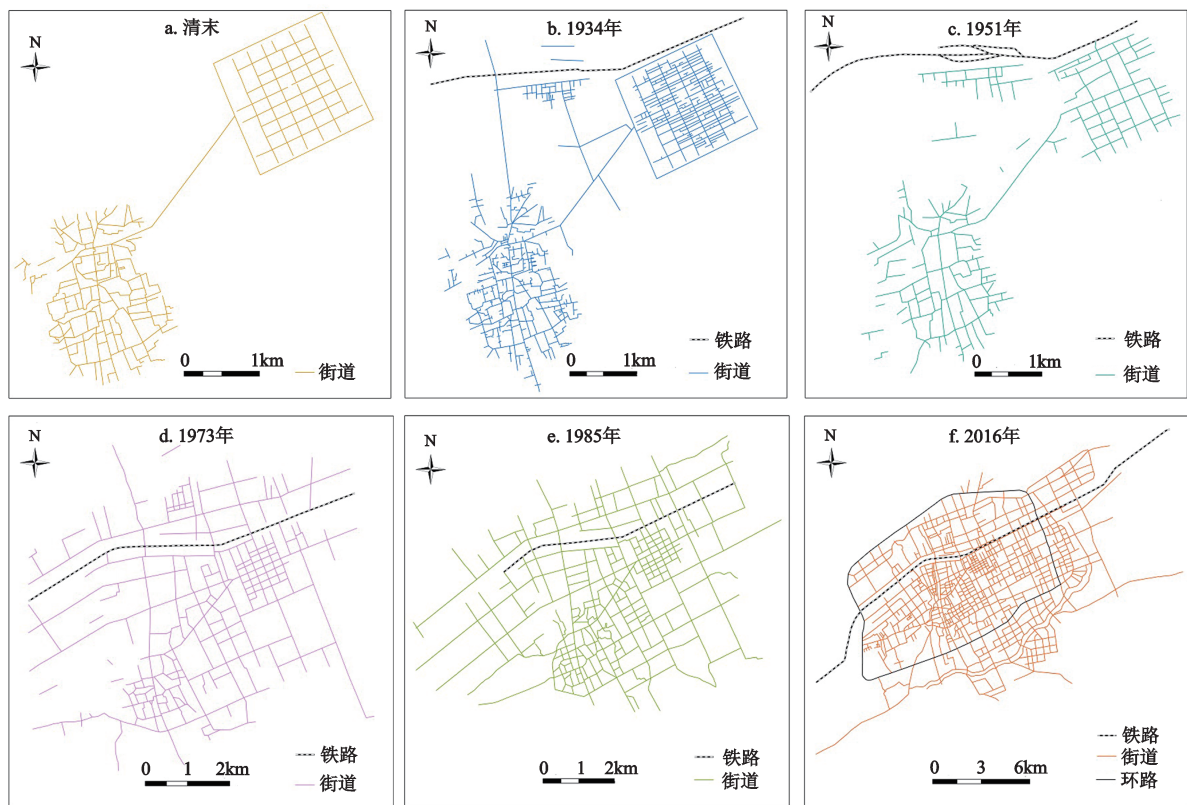 a. 清末
N
0 1km
街道
b. 1934年
N
铁路
0 1km
街道
c. 1951年
N
铁路
0 1km
街道
d. 1973年
N
铁路
0 1 2km
街道
e. 1985年
N
铁路
0 1 2km
街道
f. 2016年
N
铁路
街道
0 3 6km
环路